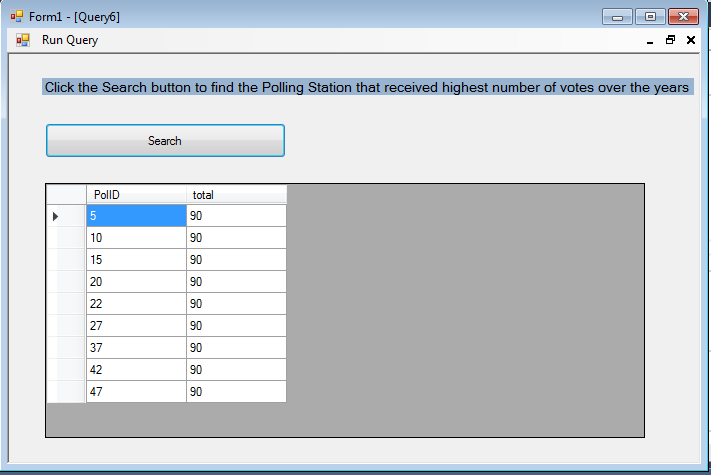 Form1 - [Query6]
Run Query
Click the Search button to find the Polling Station that received highest number of votes over the years
Search
PollID total
5 90
10 90
15 90
20 90
22 90
27 90
37 90
42 90
47 90